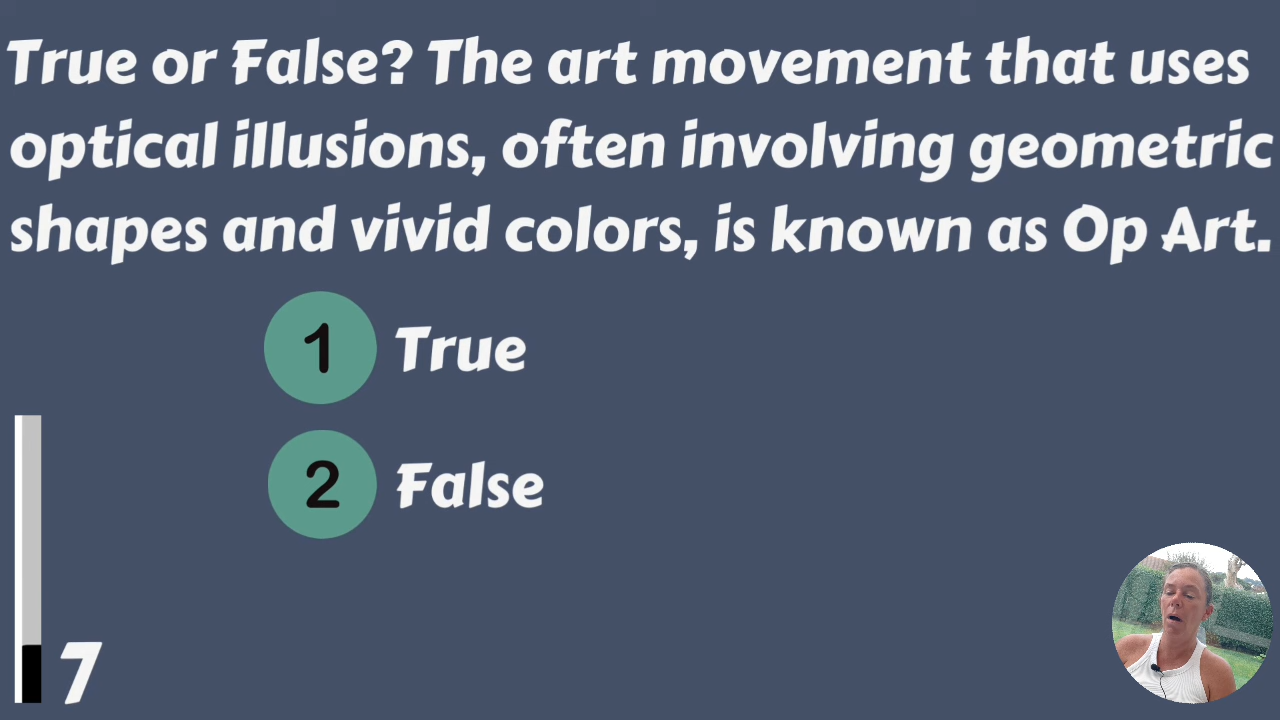 True or False? The art movement that uses
optical illusions, often involving geometric
shapes and vivid colors, is known as Op Art.
1 True
2 False
7